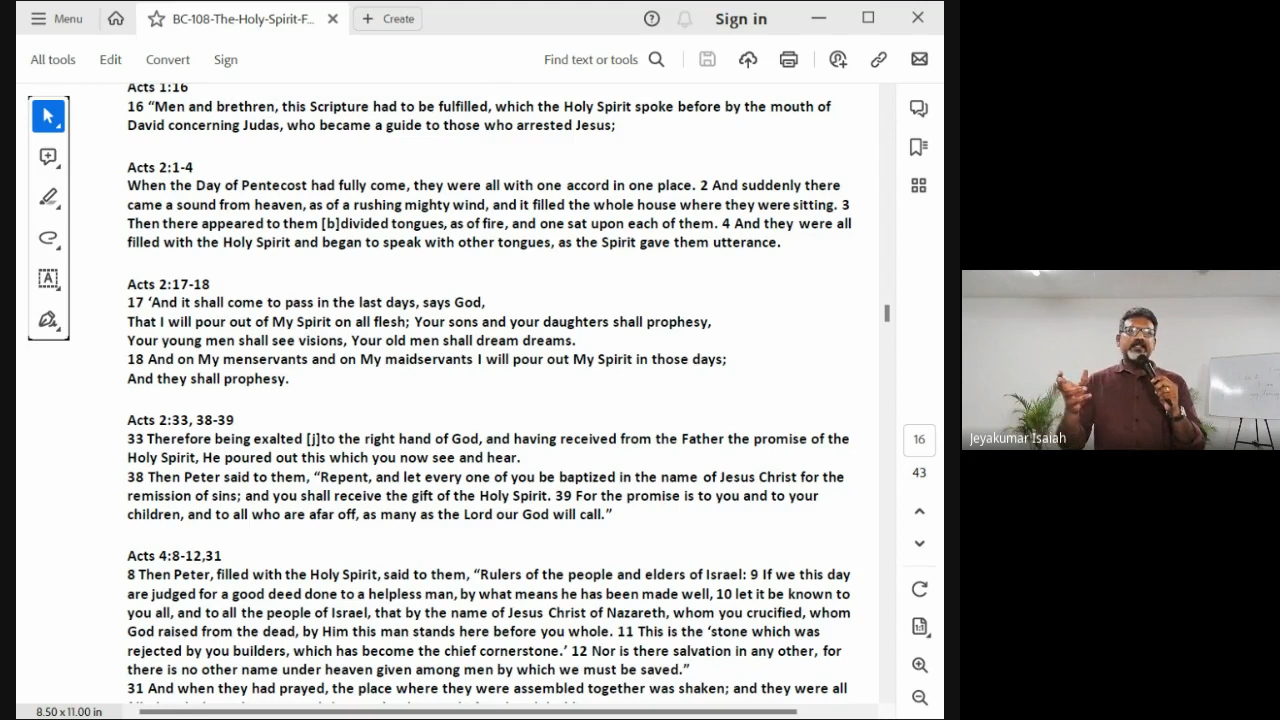 Menu
BC-108-The-Holy-Spirit-F...
Create
Sign in
All tools
Edit
Convert
Sign
Find text or tools
Acts 1:16
16 “Men and brethren, this Scripture had to be fulfilled, which the Holy Spirit spoke before by the mouth of
David concerning Judas, who became a guide to those who arrested Jesus;
Acts 2:1-4
When the Day of Pentecost had fully come, they were all with one accord in one place. 2 And suddenly there
came a sound from heaven, as of a rushing mighty wind, and it filled the whole house where they were sitting. 3
Then there appeared to them [b]divided tongues, as of fire, and one sat upon each of them. 4 And they were all
filled with the Holy Spirit and began to speak with other tongues, as the Spirit gave them utterance.
Acts 2:17-18
17 ‘And it shall come to pass in the last days, says God,
That I will pour out of My Spirit on all flesh; Your sons and your daughters shall prophesy,
Your young men shall see visions, Your old men shall dream dreams.
18 And on My menservants and on My maidservants I will pour out My Spirit in those days;
And they shall prophesy.
Acts 2:33, 38-39
33 Therefore being exalted [j]to the right hand of God, and having received from the Father the promise of the
Holy Spirit, He poured out this which you now see and hear.
38 Then Peter said to them, “Repent, and let every one of you be baptized in the name of Jesus Christ for the
remission of sins; and you shall receive the gift of the Holy Spirit. 39 For the promise is to you and to your
children, and to all who are afar off, as many as the Lord our God will call.”
Acts 4:8-12,31
8 Then Peter, filled with the Holy Spirit, said to them, “Rulers of the people and elders of Israel: 9 If we this day
are judged for a good deed done to a helpless man, by what means he has been made well, 10 let it be known to
you all, and to all the people of Israel, that by the name of Jesus Christ of Nazareth, whom you crucified, whom
God raised from the dead, by Him this man stands here before you whole. 11 This is the ‘stone which was
rejected by you builders, which has become the chief cornerstone.’ 12 Nor is there salvation in any other, for
there is no other name under heaven given among men by which we must be saved.”
31 And when they had prayed, the place where they were assembled together was shaken; and they were all
8.50 x 11.00 in
16
43
Jeyakumar Isaiah